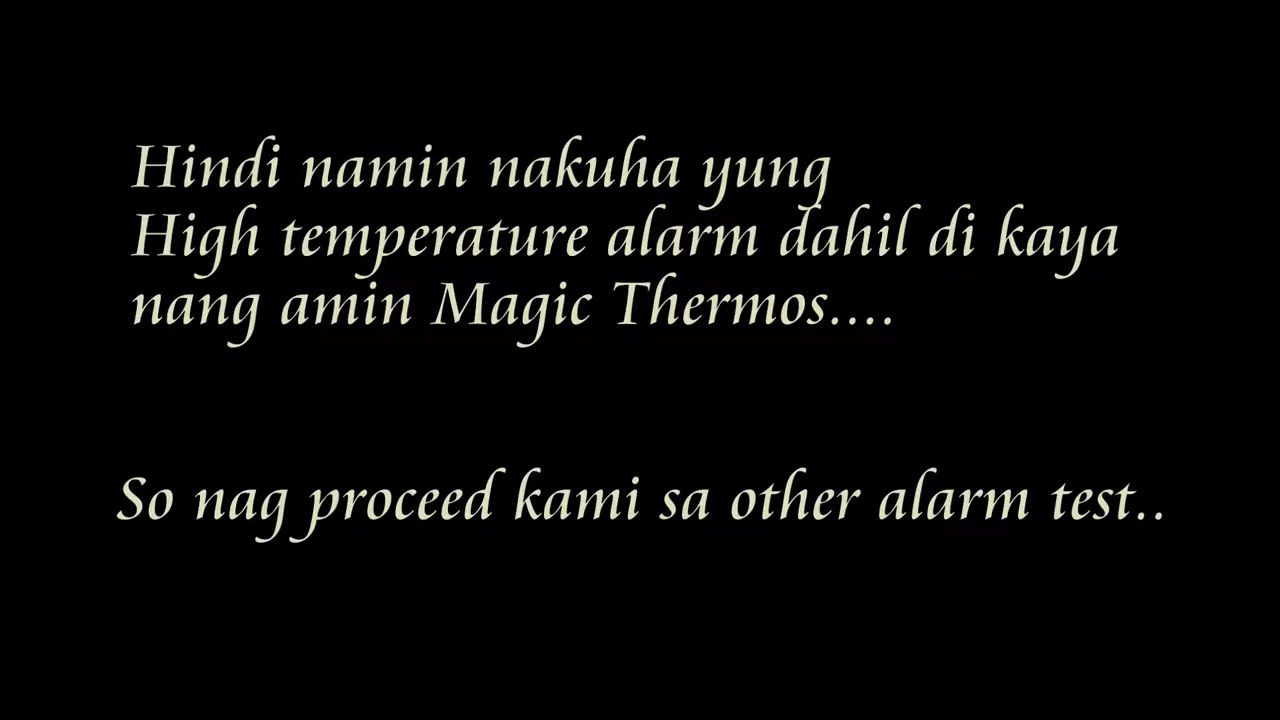 Hindi namin nakuha yung
High temperature alarm dahil di kaya
nang amin Magic Thermos....
So nag proceed kami sa other alarm test..